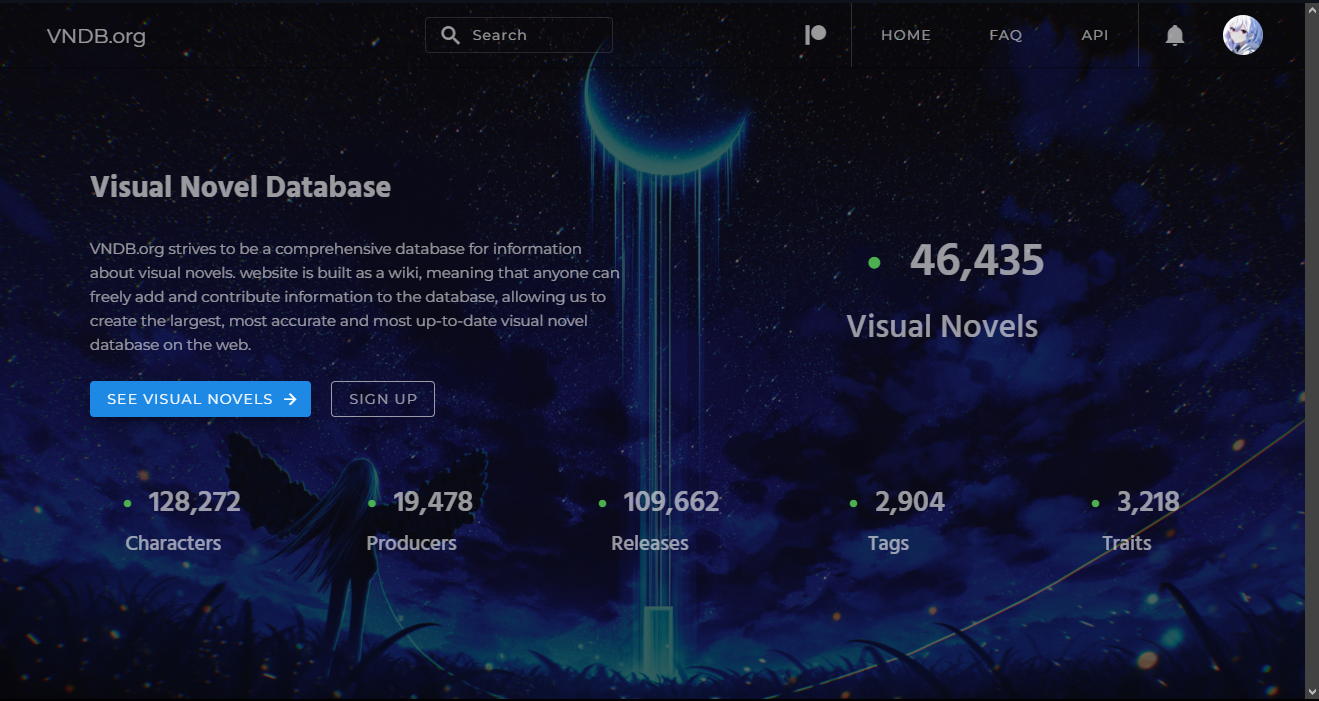 VNDB.org
Search
HOME
FAQ
API
Visual Novel Database
VNDB.org strives to be a comprehensive database for information
about visual novels. website is built as a wiki, meaning that anyone can
freely add and contribute information to the database, allowing us to
create the largest, most accurate and most up-to-date visual novel
database on the web.
SEE VISUAL NOVELS
SIGN UP
46,435
Visual Novels
128,272
Characters
19,478
Producers
109,662
Releases
2,904
Tags
3,218
Traits